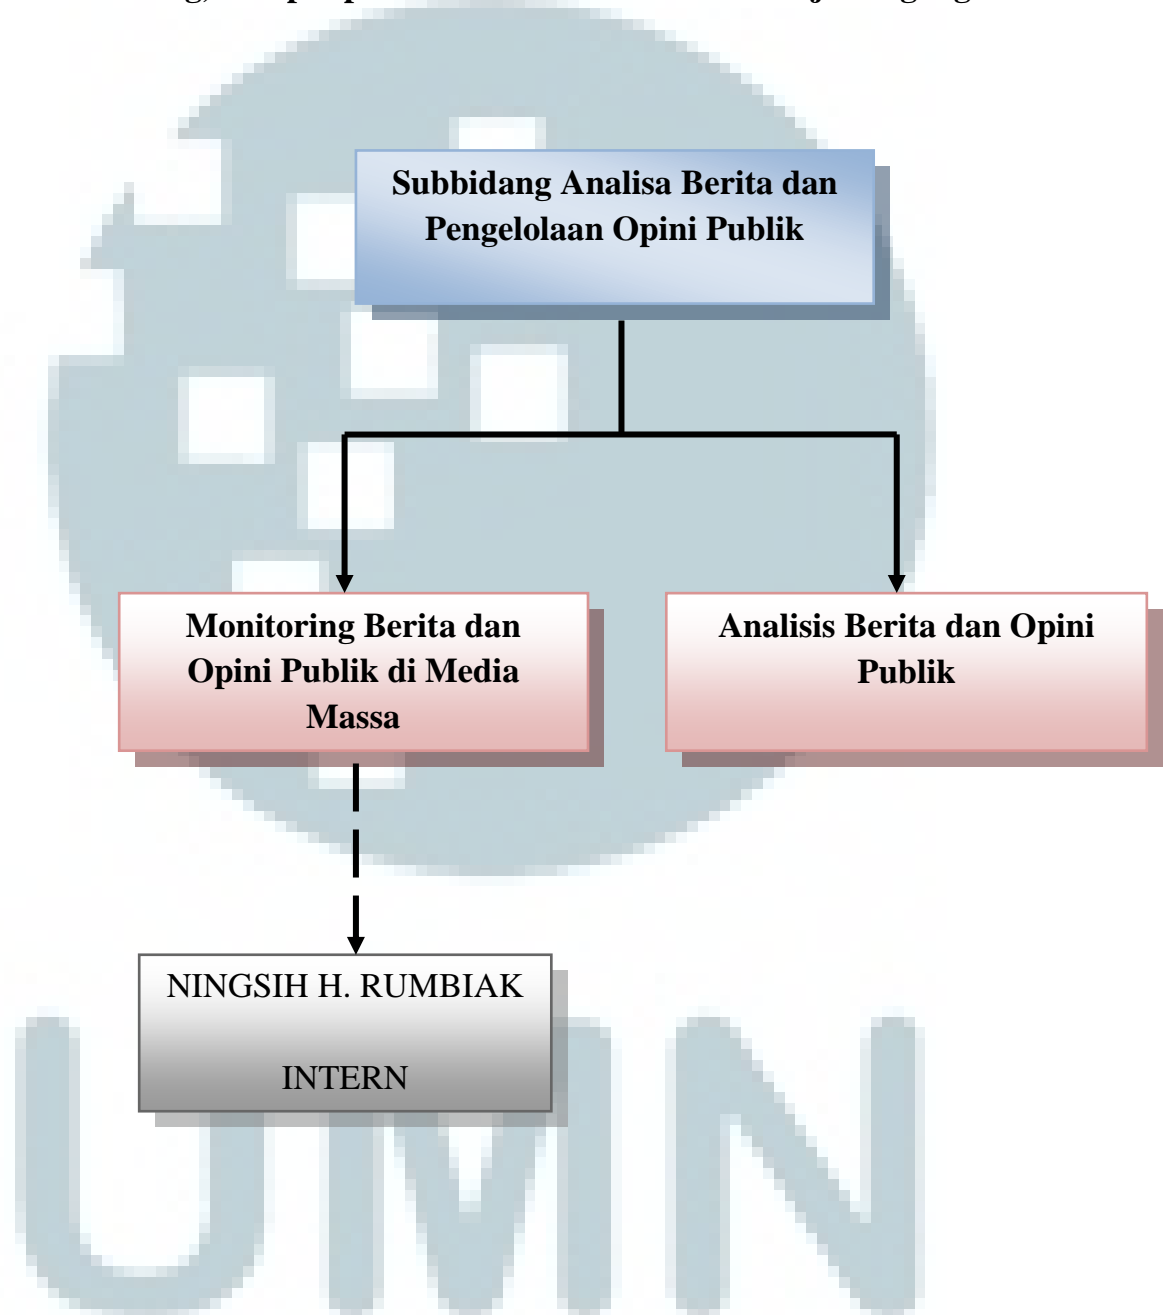 Subbidang Analisa Berita dan
Pengelolaan Opini Publik
Monitoring Berita dan
Opini Publik di Media
Massa
Analisis Berita dan Opini
Publik
NINGSIH H. RUMBIAK
INTERN
UMN